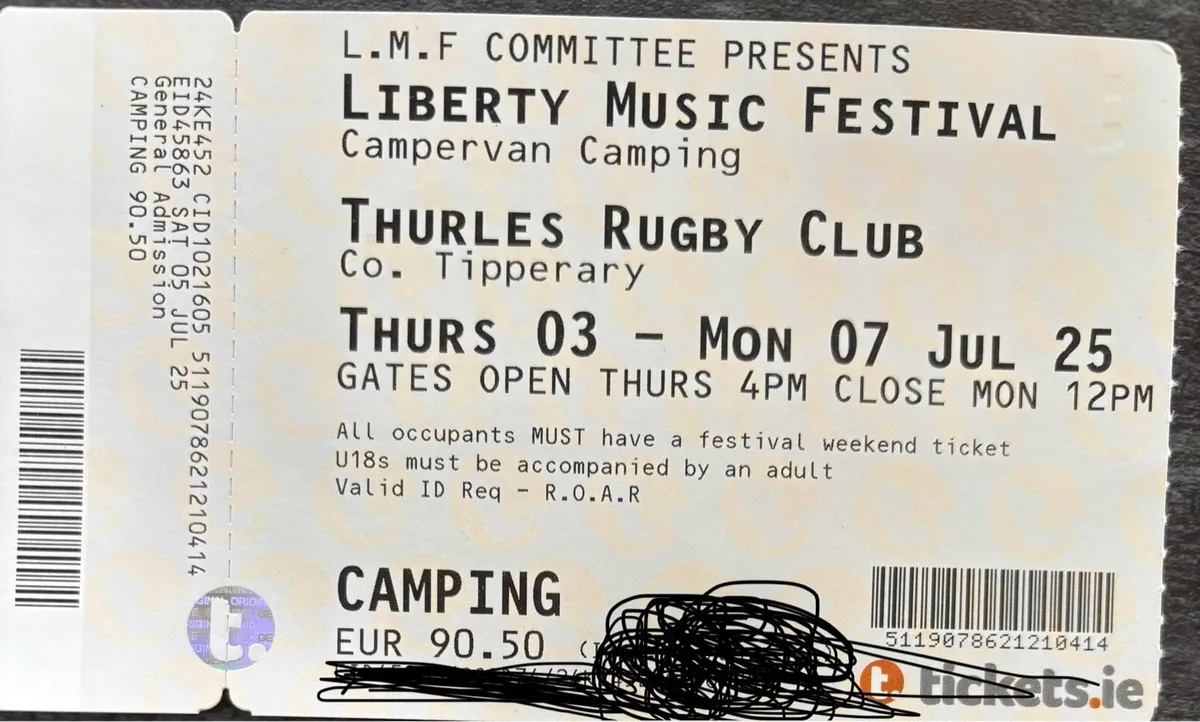 L.M.F COMMITTEE PRESENTS
LIBERTY MUSIC FESTIVAL
Campervan Camping
THURLES RUGBY CLUB
Co. Tipperary
THURS 03 - MON 07 JUL 25
GATES OPEN THURS 4PM CLOSE MON 12PM
All occupants MUST have a festival weekend ticket
U18s must be accompanied by an adult
Valid ID Req - R.O.A.R
CAMPING
EUR 90.50
5119078621210414
t tickets.ie
24KE452 CID1021605 5119078621210414
EID45863 SAT 05 JUL 25
General Admission
CAMPING 90.50
t.